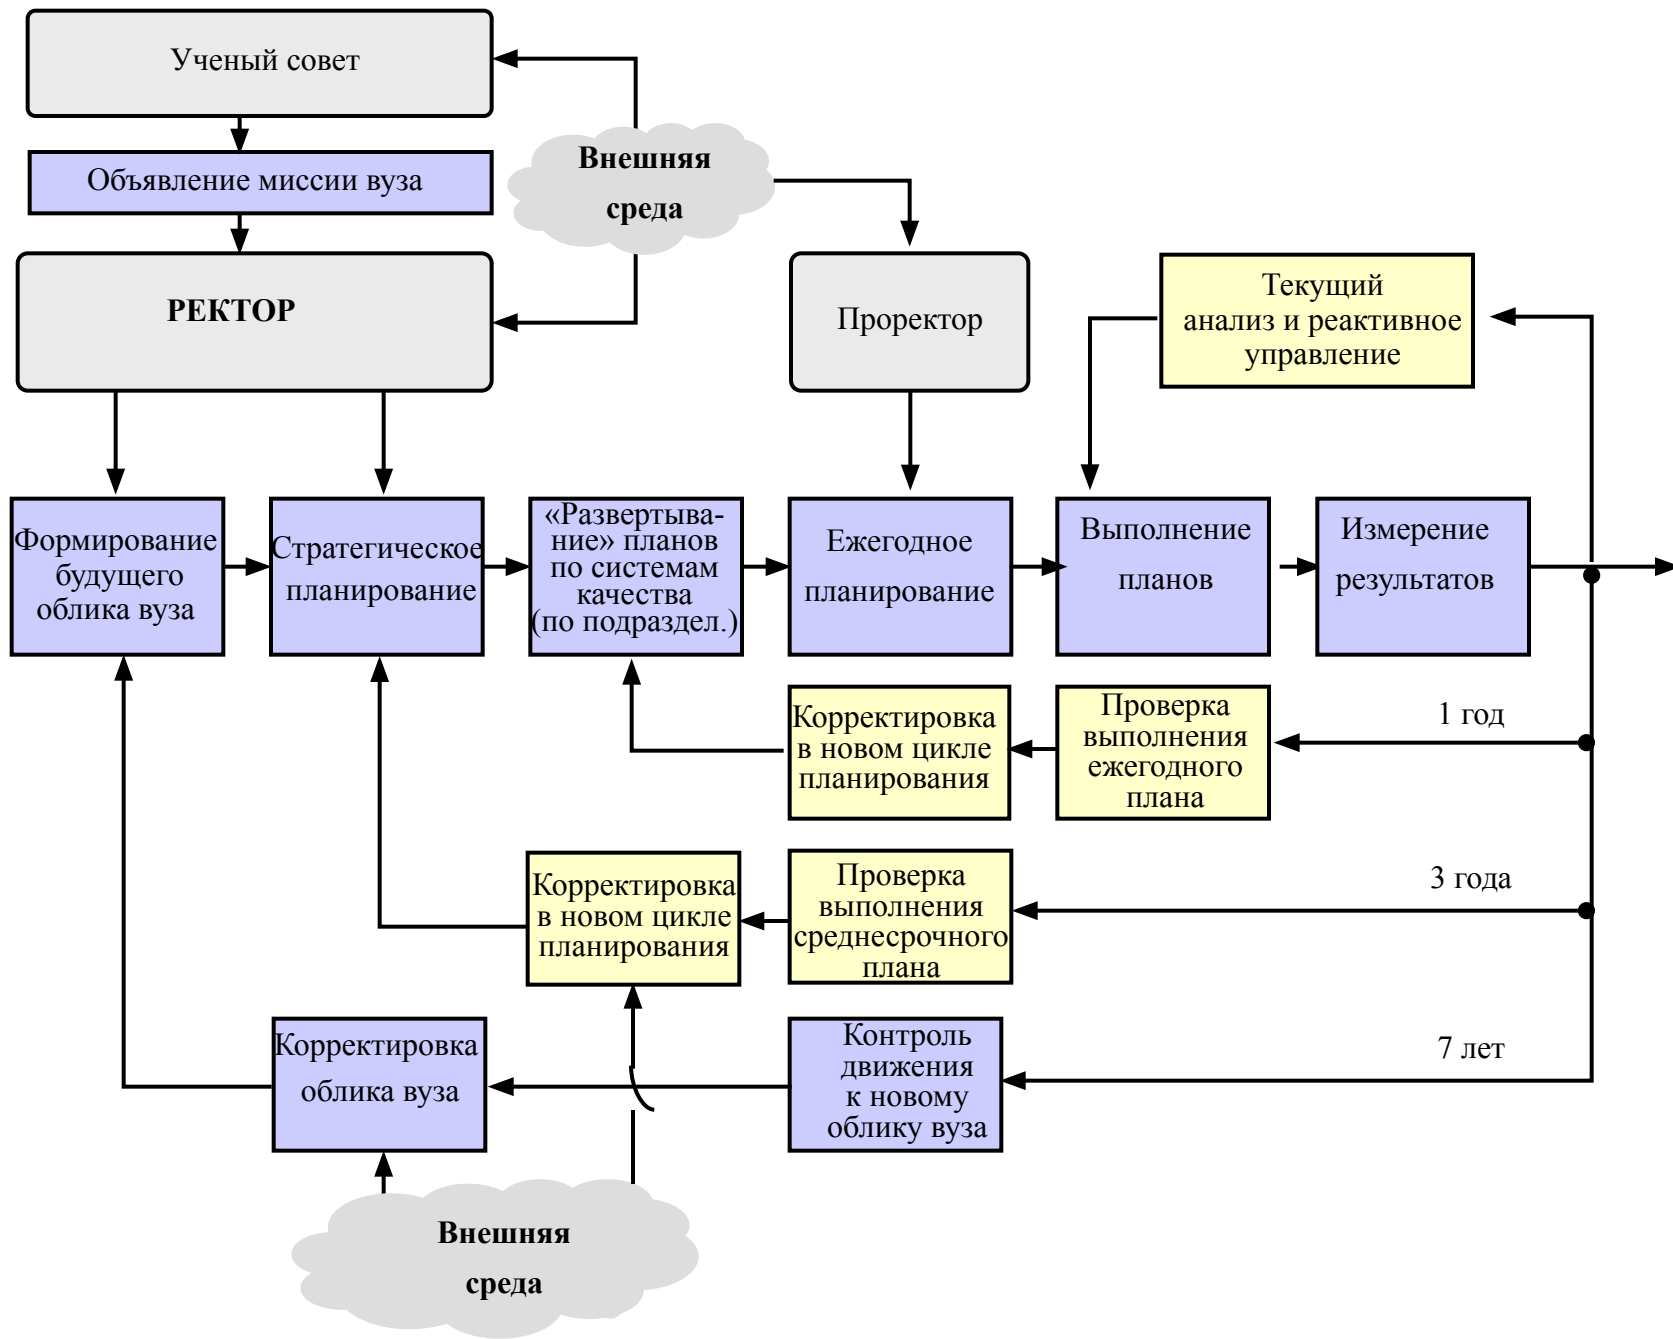 Ученый совет
Объявление миссии вуза
Внешняя
среда
РЕКТОР
Проректор
Текущий
анализ и реактивное
управление
Формирование
будущего
облика вуза
Стратегическое
планирование
«Развертыва-
ние» планов
по системам
качества
(по подраздел.)
Ежегодное
планирование
Выполнение
планов
Измерение
результатов
Корректировка
в новом цикле
планирования
Проверка
выполнения
ежегодного
плана
1 год
Корректировка
в новом цикле
планирования
Проверка
выполнения
среднесрочного
плана
3 года
Корректировка
облика вуза
Контроль
движения
к новому
облику вуза
7 лет
Внешняя
среда